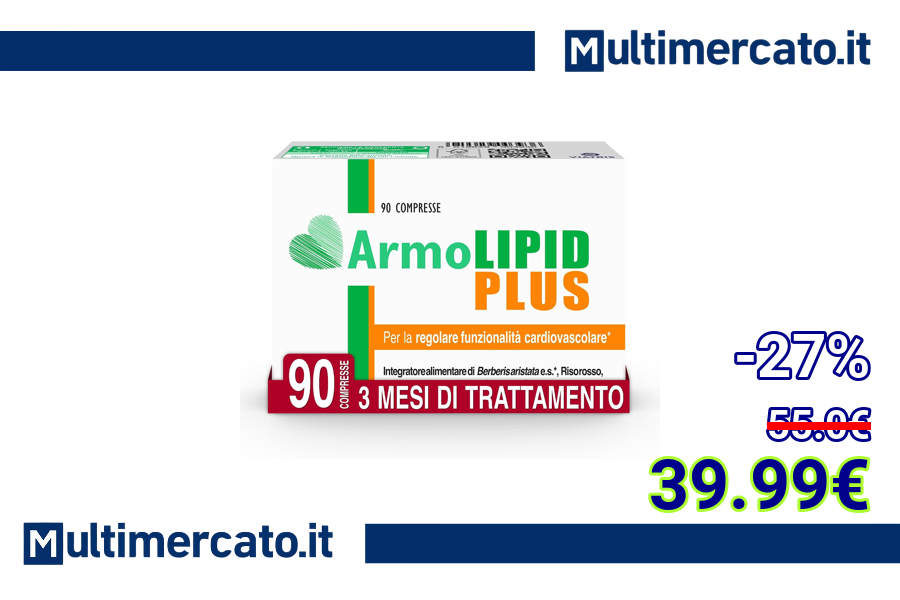 Multimercato.it
90 COMPRESSE
ArmoLIPID
PLUS
Per la regolare funzionalità cardiovascolare*
Integratore alimentare di Berberis aristata e.s.*, Risorosso,
90 COMPRESSE
3 MESI DI TRATTAMENTO
-27%
55.0€
39.99€
Multimercato.it